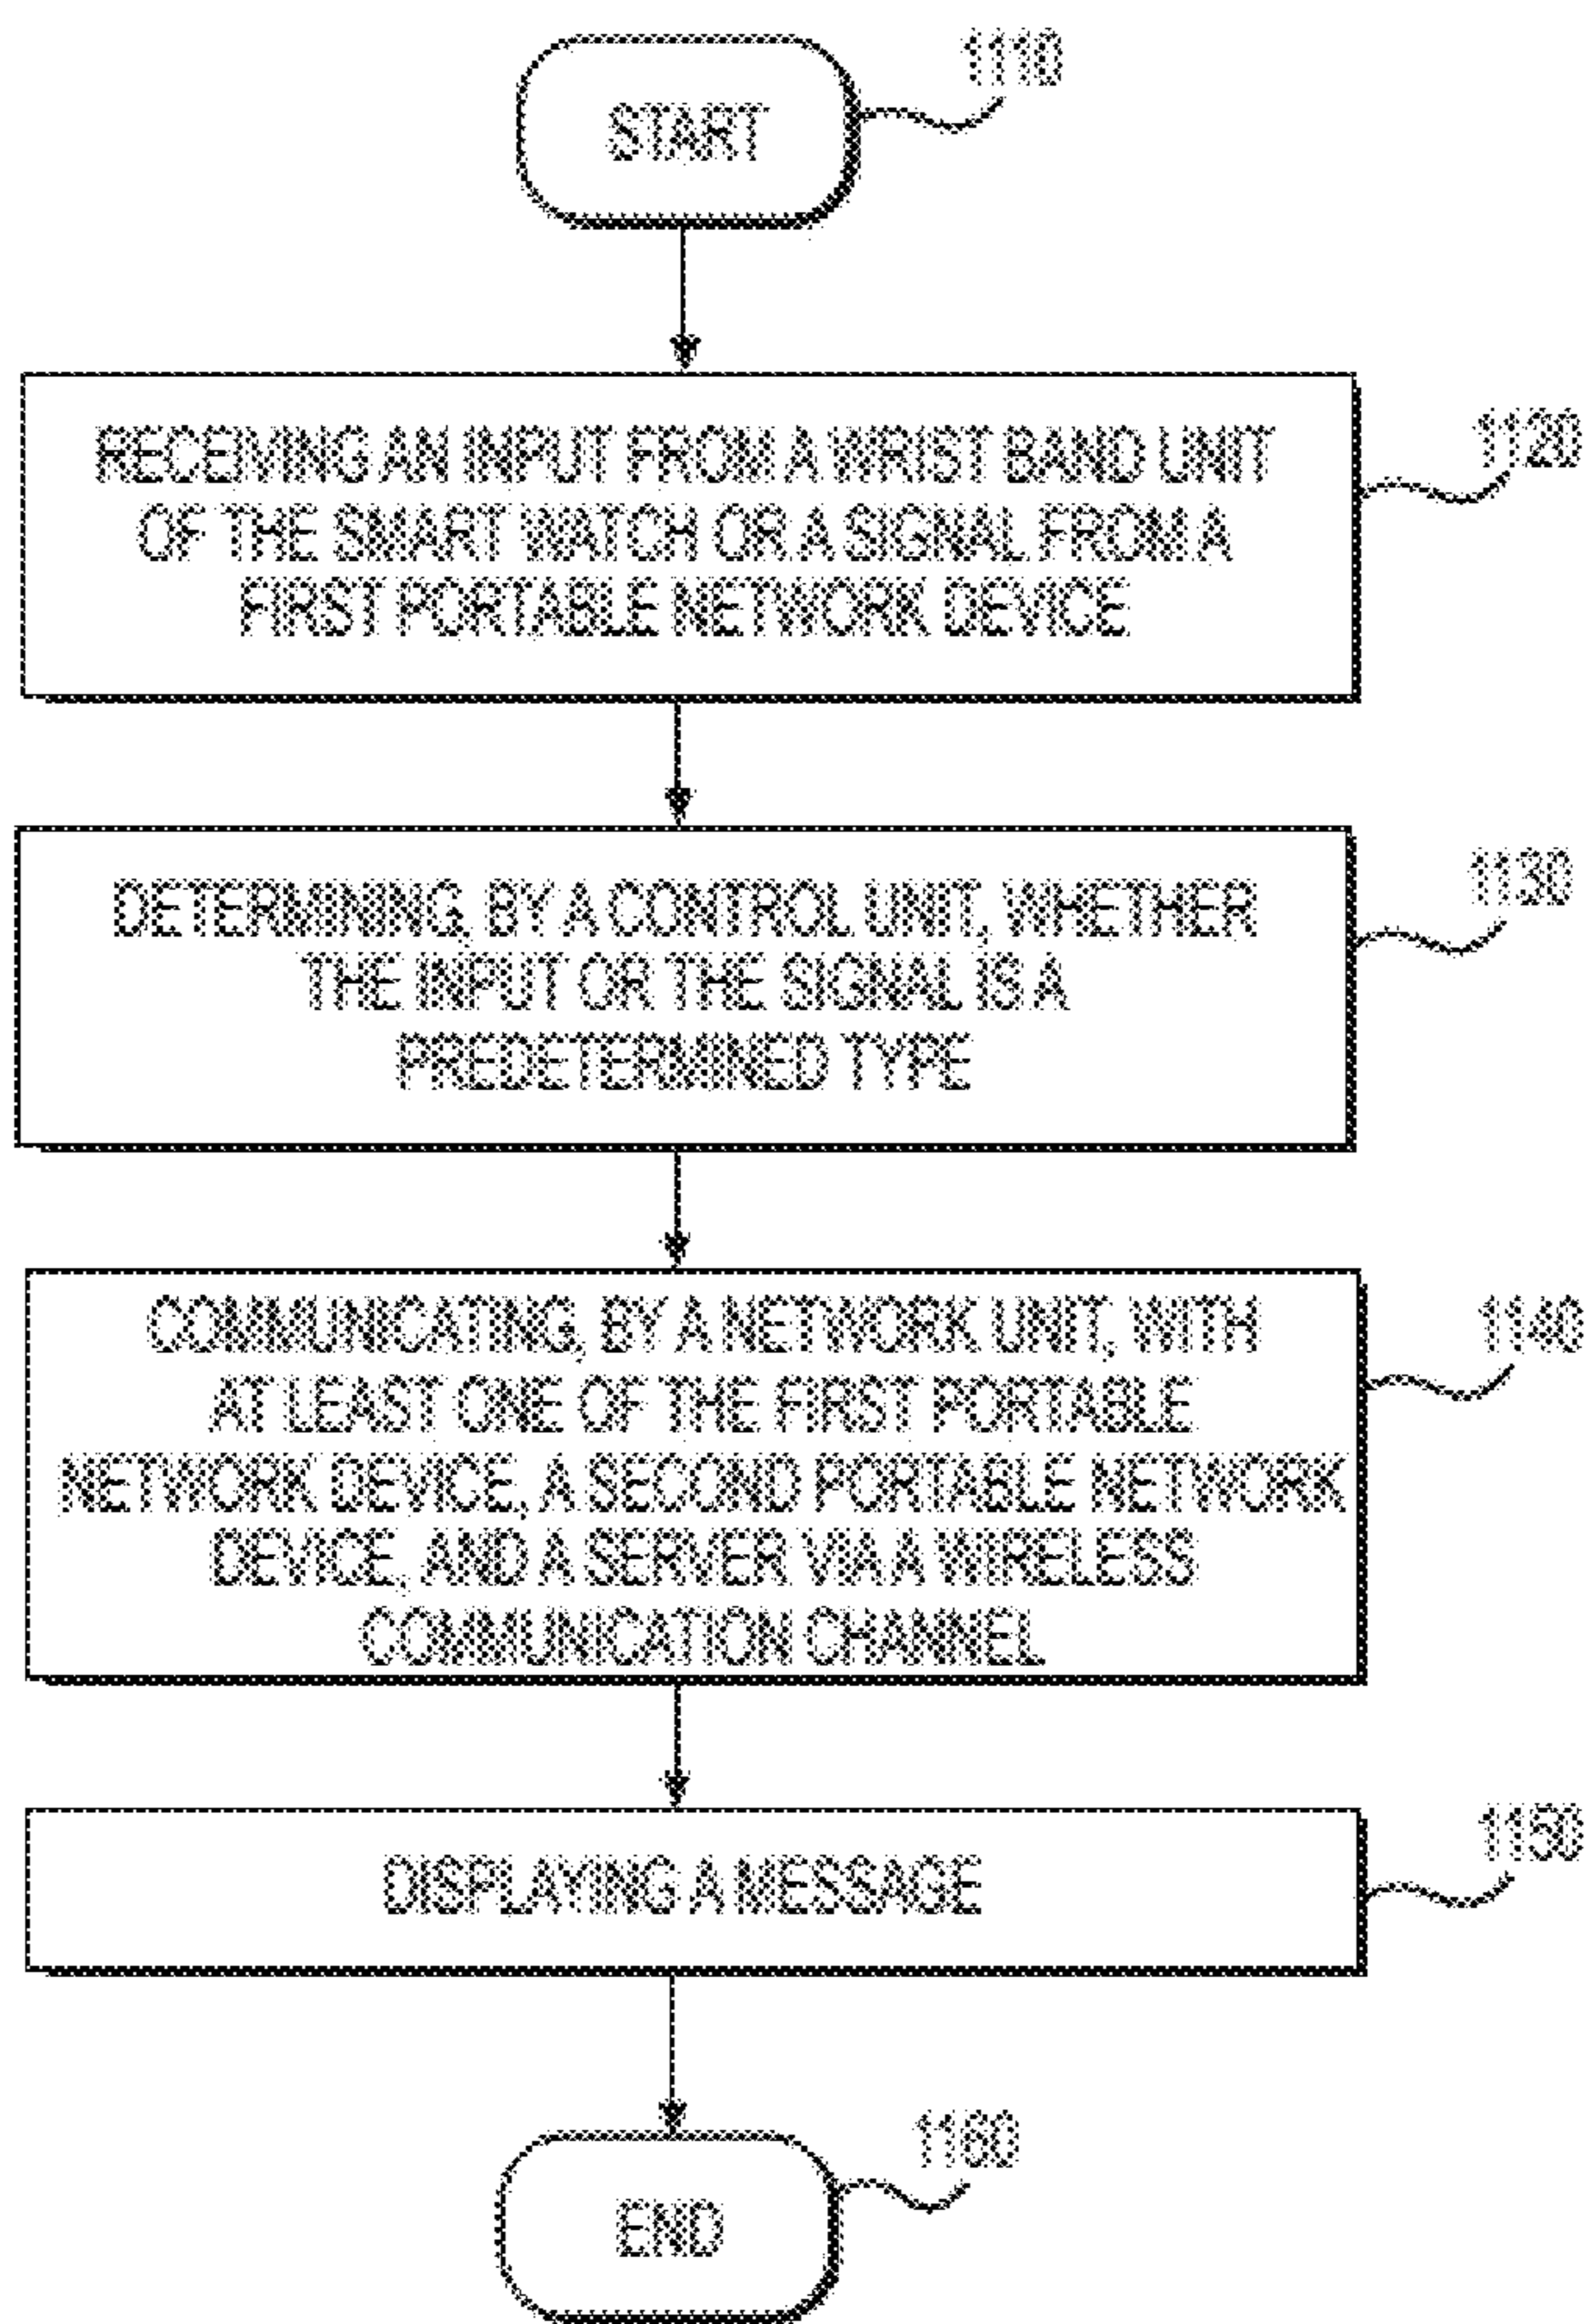 START
1110
RECEIVING AN INPUT FROM A WRIST BAND UNIT
OF THE SMART WATCH OR A SIGNAL FROM A
FIRST PORTABLE NETWORK DEVICE
1120
DETERMINING, BY A CONTROL UNIT, WHETHER
THE INPUT OR THE SIGNAL IS A
PREDETERMINED TYPE
1130
COMMUNICATING, BY A NETWORK UNIT, WITH
AT LEAST ONE OF THE FIRST PORTABLE
NETWORK DEVICE, A SECOND PORTABLE NETWORK
DEVICE, AND A SERVER VIA A WIRELESS
COMMUNICATION CHANNEL
1140
DISPLAYING A MESSAGE
1150
END
1160